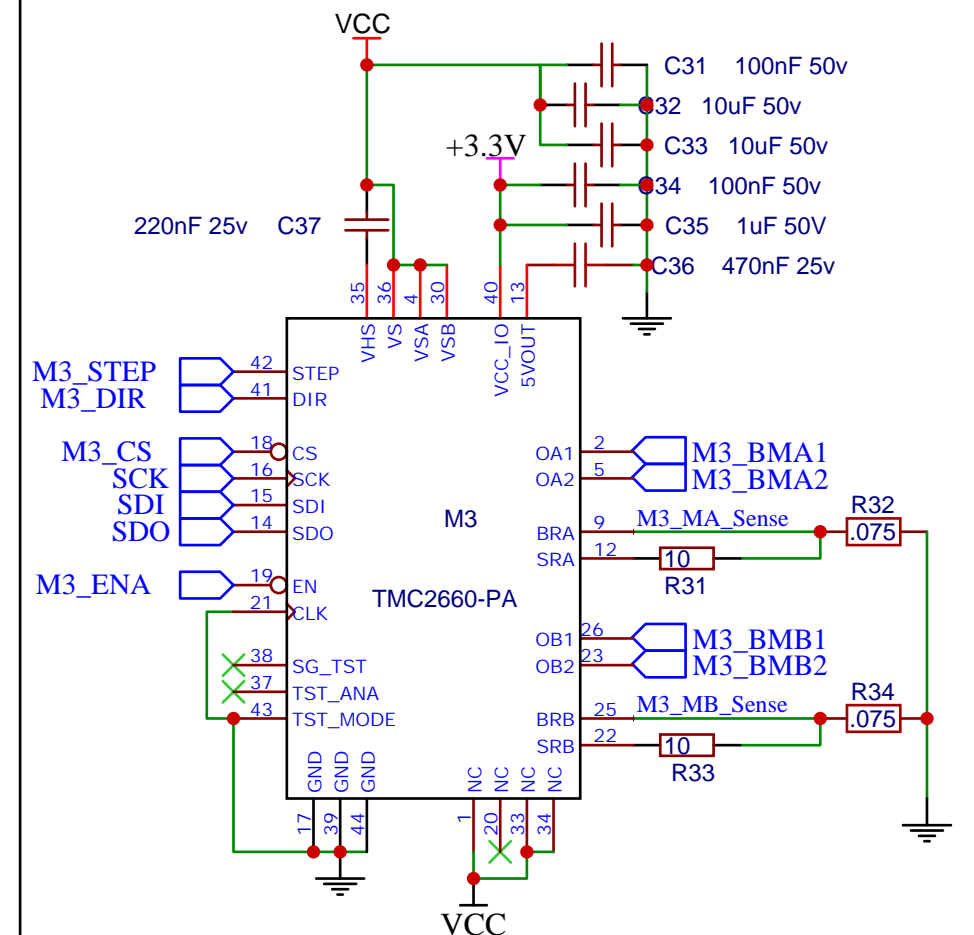 VCC
C31 100nF 50v
C32 10uF 50v
C33 10uF 50v
+3.3V
C34 100nF 50v
220nF 25v C37
C35 1uF 50V
C36 470nF 25v
35 36 4 30 40 13
VHS VS VSA VSB VCC_IO 5VOUT
M3_STEP 42 STEP
M3_DIR 41 DIR
M3_CS 18 CS
SCK 16 SCK
SDI 15 SDI
SDO 14 SDO
M3_ENA 19 EN
21 CLK
38 SG_TST
37 TST_ANA
43 TST_MODE
M3
TMC2660-PA
OA1 2 M3_BMA1
OA2 5 M3_BMA2
BRA 9 M3_MA_Sense
R32
.075
SRA 12 10
R31
OB1 26 M3_BMB1
OB2 23 M3_BMB2
BRB 25 M3_MB_Sense
R34
.075
SRB 22 10
R33
GND GND GND NC NC NC NC
17 39 44 1 20 33 34
VCC